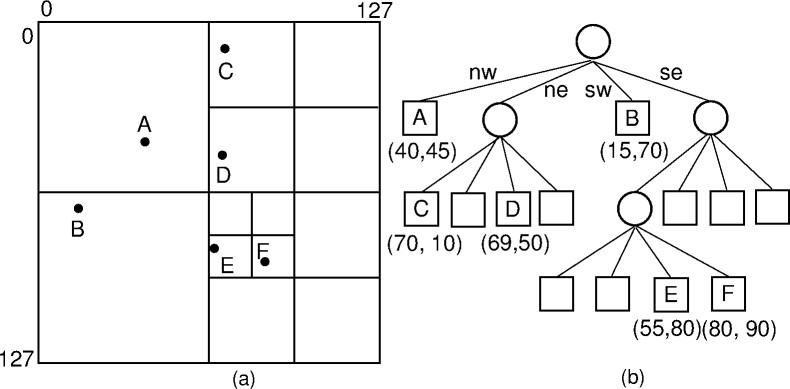 0 127
0
C
A
D
B
E F
127
(a)
nw ne sw se
A B
(40,45) (15,70)
C D
(70, 10) (69,50)
E F
(55,80) (80, 90)
(b)